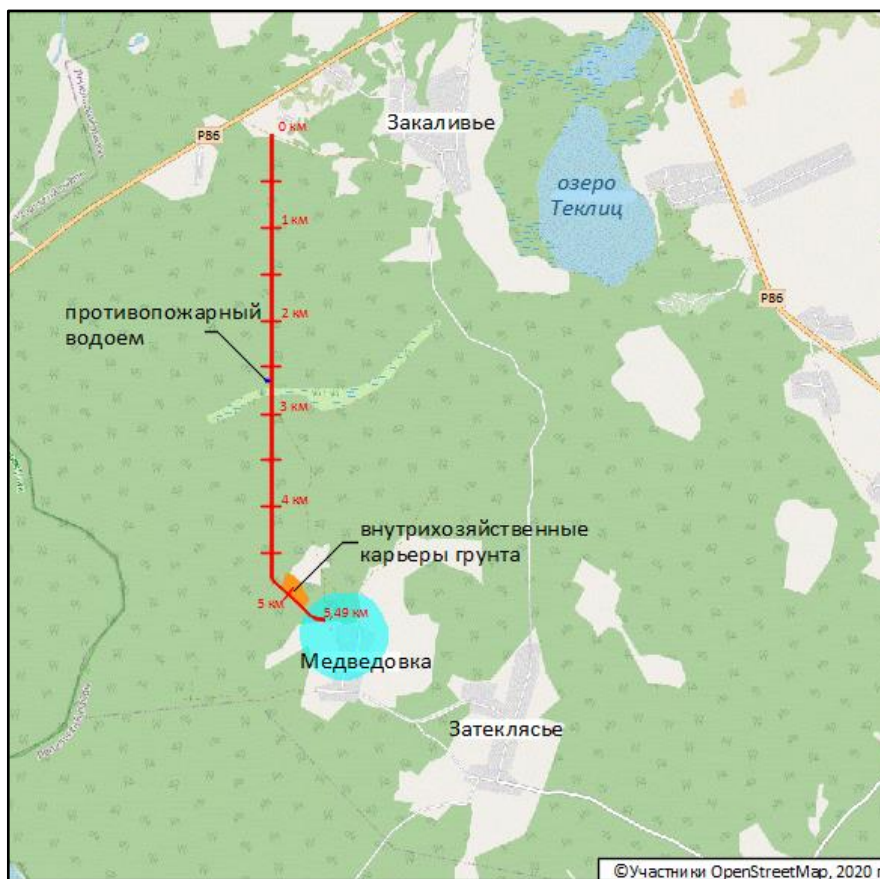 Р86
0 км
Закаливье
озеро
Теклиц
1 км
Р86
противопожарный
водоем
2 км
3 км
4 км
внутрихозяйственные
карьеры грунта
5 км
5,49 км
Медведовка
Затеклясье
©Участники OpenStreetMap, 2020 г